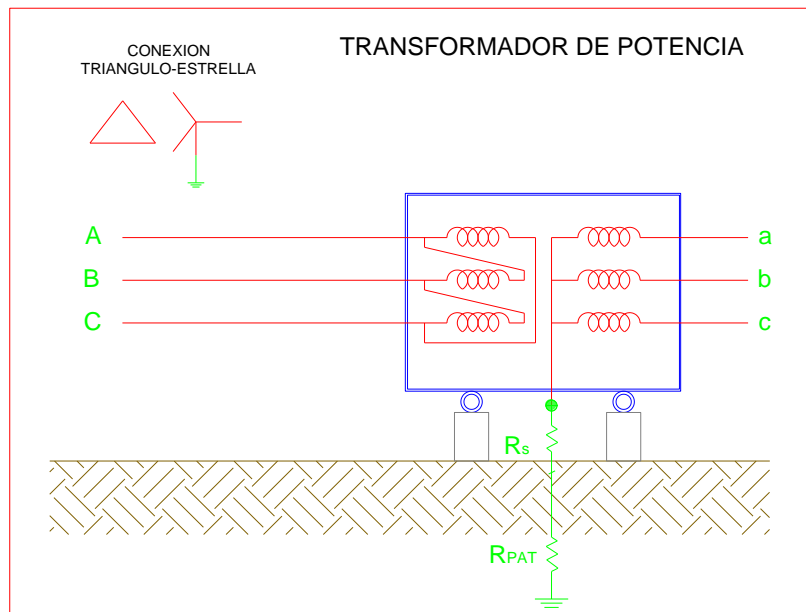 CONEXION
TRIANGULO-ESTRELLA
TRANSFORMADOR DE POTENCIA
A
a
B
b
C
c
Rs
RPAT